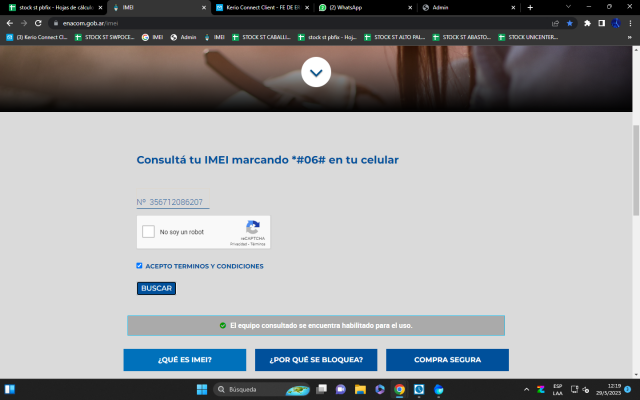 stock st pbfix - Hojas de cálculo
IMEI
Kerio Connect Client - FE DE ER
(2) WhatsApp
Admin
enacom.gob.ar/imei
(3) Kerio Connect Cl...
STOCK ST SWPOCE...
IMEI
Admin
IMEI
STOCK ST CABALLI...
stock st pbfix - Hoj...
STOCK ST ALTO PAL...
STOCK ST ABASTO...
STOCK UNICENTER...
»
Consultá tu IMEI marcando *#06# en tu celular
Nº 356712086207
No soy un robot
reCAPTCHA
Privacidad - Términos
ACEPTO TERMINOS Y CONDICIONES
BUSCAR
El equipo consultado se encuentra habilitado para el uso.
¿QUÉ ES IMEI?
¿POR QUÉ SE BLOQUEA?
COMPRA SEGURA
Búsqueda
ESP
LAA
12:19
29/5/2023